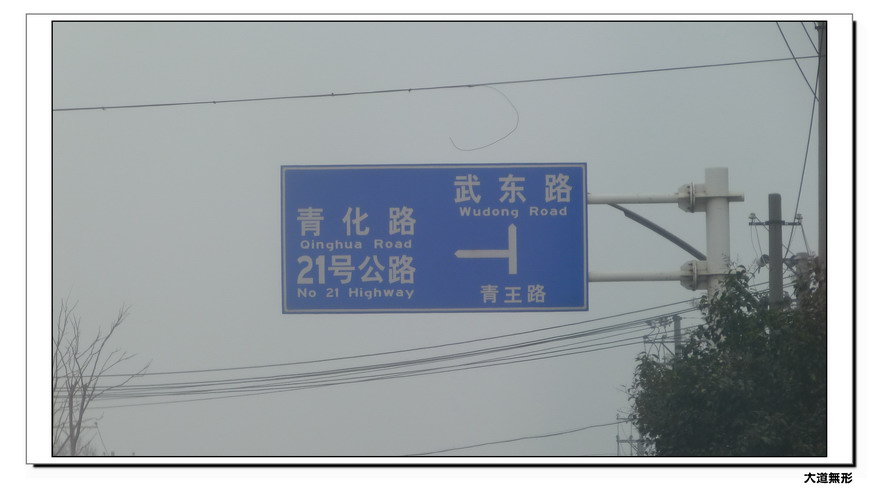 武东路
Wudong Road
青化路
Qinghua Road
21号公路
No 21 Highway
青王路
大道無形